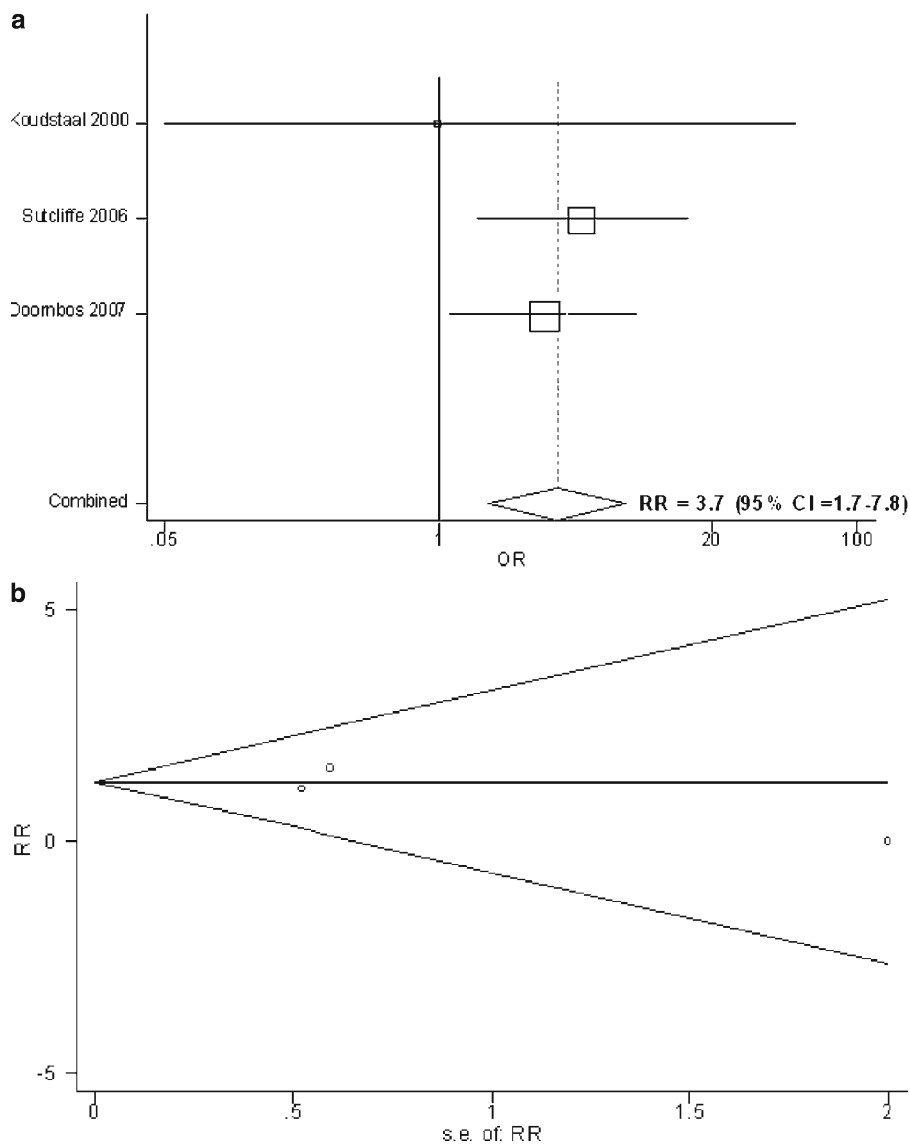 a
Koudstaal 2000
Sutcliffe 2006
Doornbos 2007
Combined
RR = 3.7 (95% CI=1.7-7.8)
.05 1 20 100
OR
b
5
0
-5
RR
0 .5 1 1.5 2
s.e. of: RR